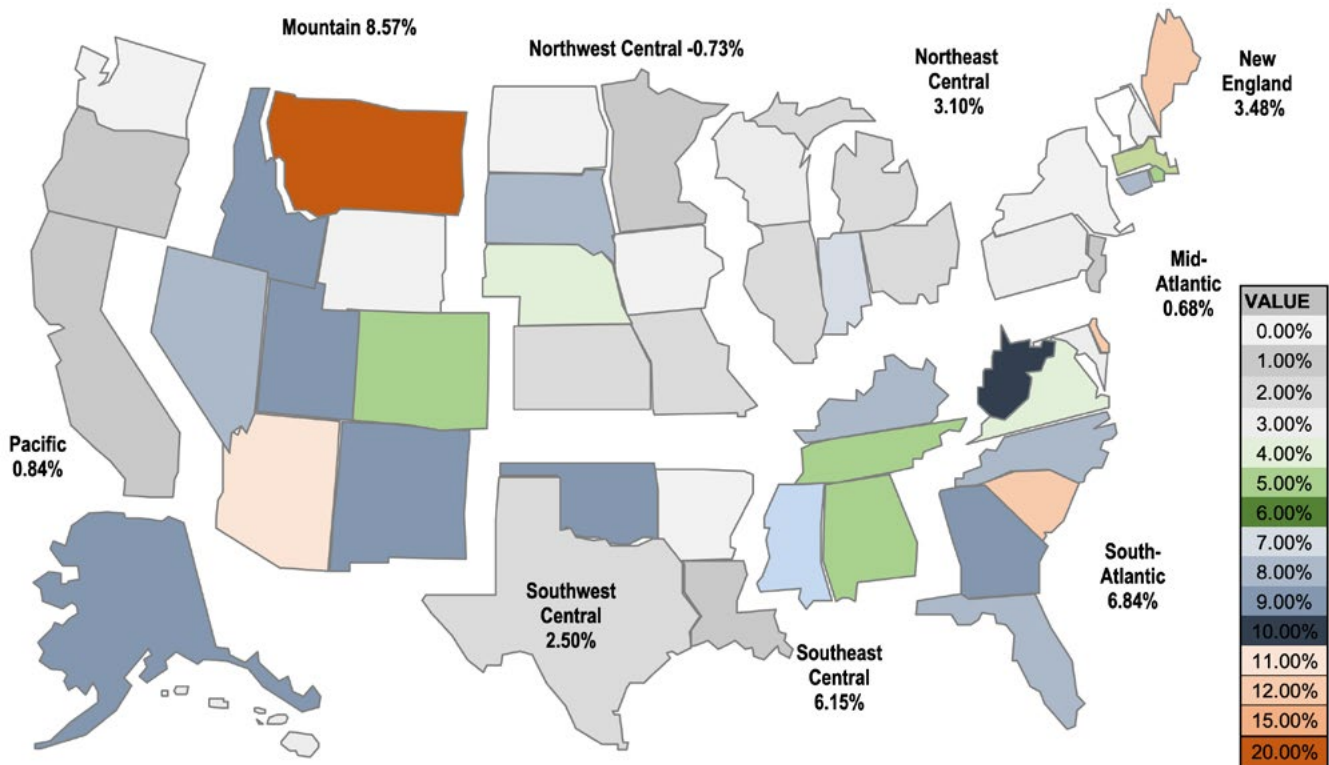 Mountain 8.57%
Northwest Central -0.73%
Northeast
Central
3.10%
New
England
3.48%
Mid-
Atlantic
0.68%
Pacific
0.84%
Southwest
Central
2.50%
Southeast
Central
6.15%
South-
Atlantic
6.84%
VALUE
0.00%
1.00%
2.00%
3.00%
4.00%
5.00%
6.00%
7.00%
8.00%
9.00%
10.00%
11.00%
12.00%
15.00%
20.00%